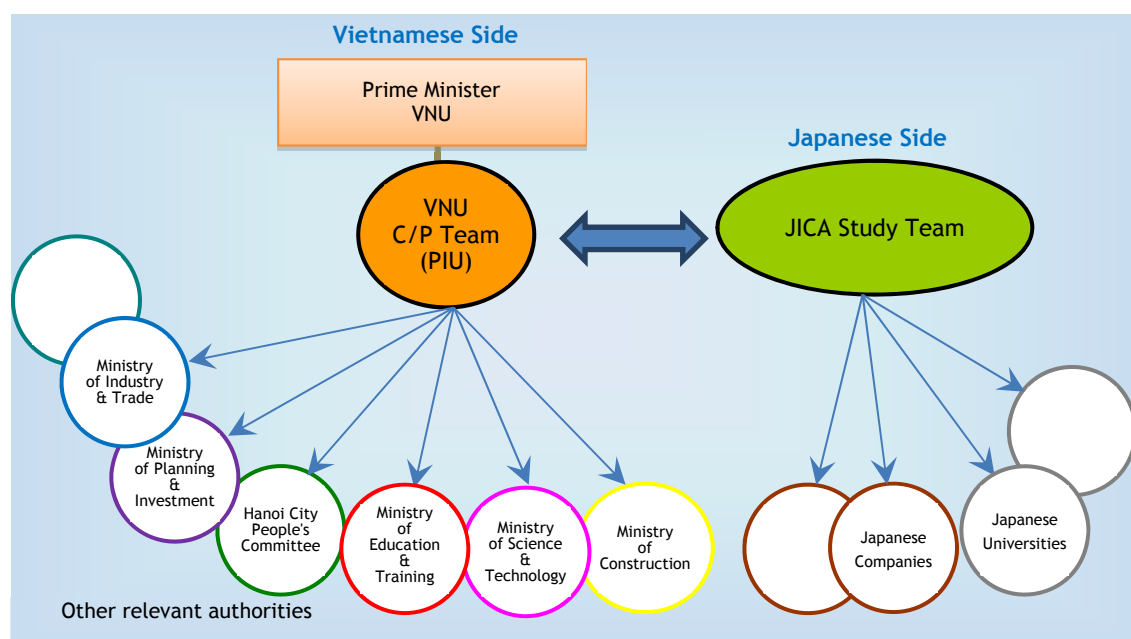 Vietnamese Side
Prime Minister
VNU
Japanese Side
VNU
C/P Team
(PIU)
JICA Study Team
Ministry
of Industry
& Trade
Ministry
of Planning
&
Investment
Hanoi City
People's
Committee
Ministry
of
Education
&
Training
Ministry
of Science
&
Technology
Ministry
of
Construction
Japanese
Companies
Japanese
Universities
Other relevant authorities